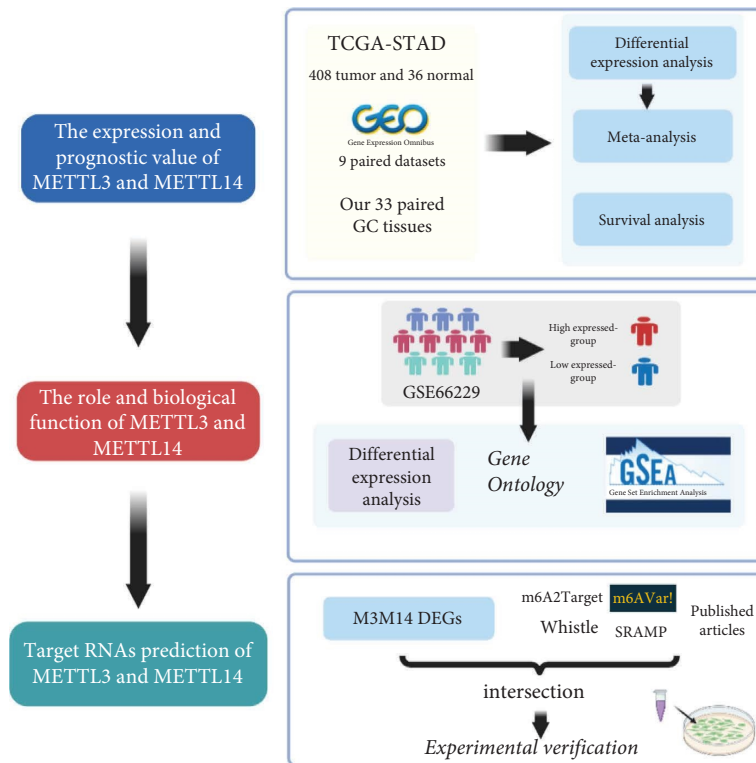 The expression and
prognostic value of
METTL3 and METTL14
TCGA-STAD
408 tumor and 36 normal
GEO
Gene Expression Omnibus
9 paired datasets
Our 33 paired
GC tissues
Differential
expression analysis
Meta-analysis
Survival analysis
The role and biological
function of METTL3 and
METTL14
GSE66229
High expressed-
group
Low expressed-
group
Differential
expression
analysis
Gene
Ontology
GSEA
Gene Set Enrichment Analysis
Target RNAs prediction of
METTL3 and METTL14
M3M14 DEGs
m6A2Target
m6AVar!
Whistle
SRAMP
Published
articles
intersection
Experimental verification